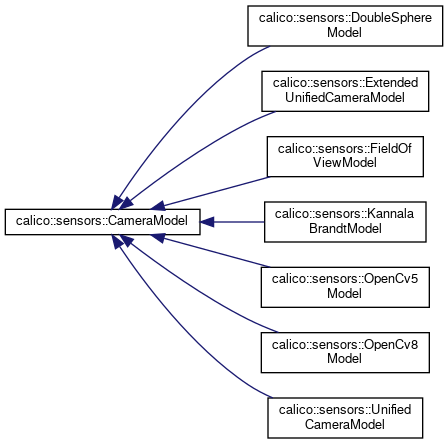 calico::sensors::DoubleSphere
Model
calico::sensors::Extended
UnifiedCameraModel
calico::sensors::FieldOf
ViewModel
calico::sensors::CameraModel
calico::sensors::Kannala
BrandtModel
calico::sensors::OpenCv5
Model
calico::sensors::OpenCv8
Model
calico::sensors::Unified
CameraModel